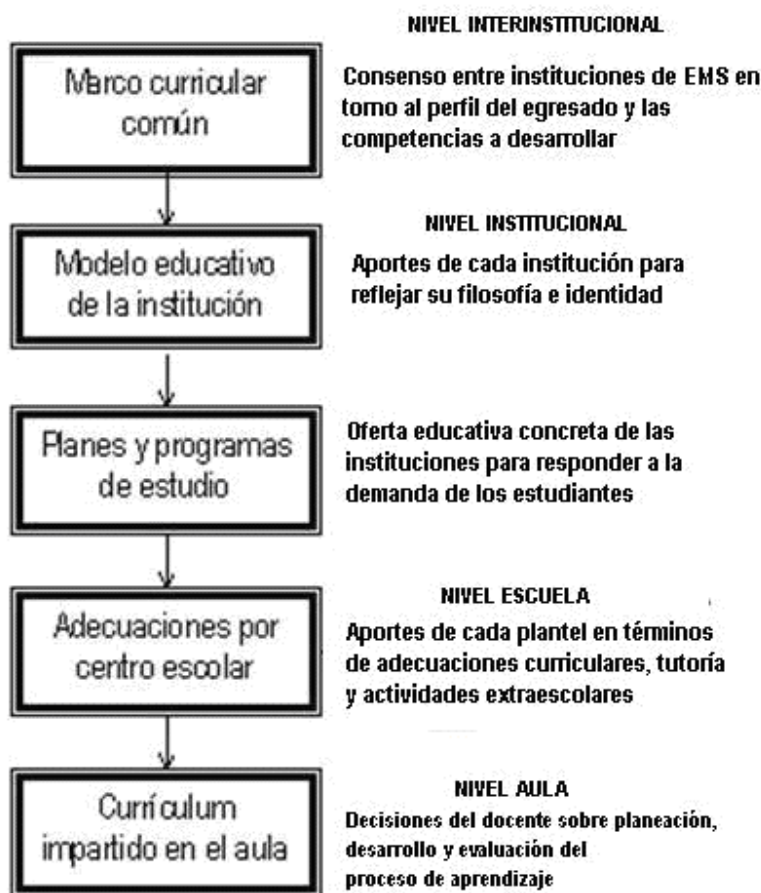 NIVEL INTERINSTITUCIONAL
Marco curricular
común
Consenso entre instituciones de EMS en
torno al perfil del egresado y las
competencias a desarrollar
NIVEL INSTITUCIONAL
Modelo educativo
de la institución
Aportes de cada institución para
reflejar su filosofía e identidad
Planes y programas
de estudio
Oferta educativa concreta de las
instituciones para responder a la
demanda de los estudiantes
NIVEL ESCUELA
Adecuaciones por
centro escolar
Aportes de cada plantel en términos
de adecuaciones curriculares, tutoría
y actividades extraescolares
NIVEL AULA
Currículum
impartido en el aula
Decisiones del docente sobre planeación,
desarrollo y evaluación del
proceso de aprendizaje